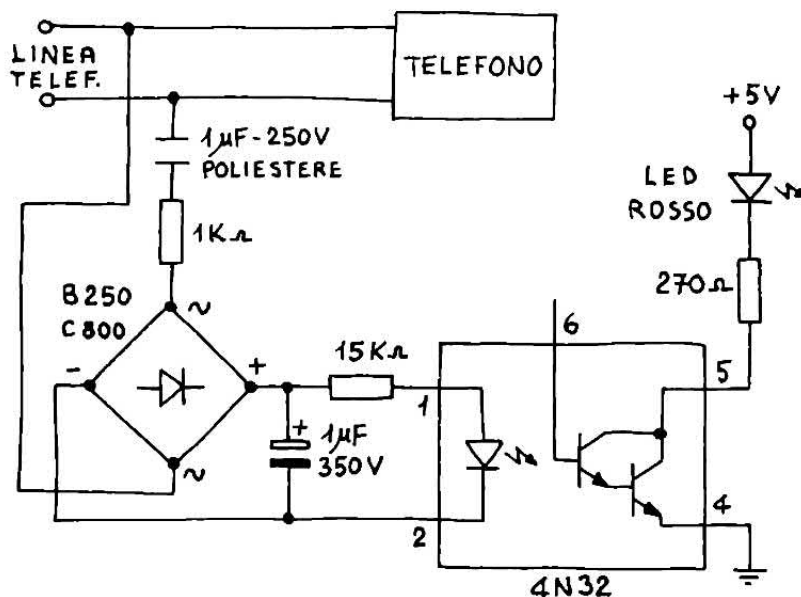 LINEA
TELEF.
TELEFONO
1µF-250V
POLIESTERE
+5V
LED
ROSSO
1KΩ
270Ω
B250
C800
~
-
+
~
15KΩ
6
5
1
+
1µF
350V
2
4
4N32